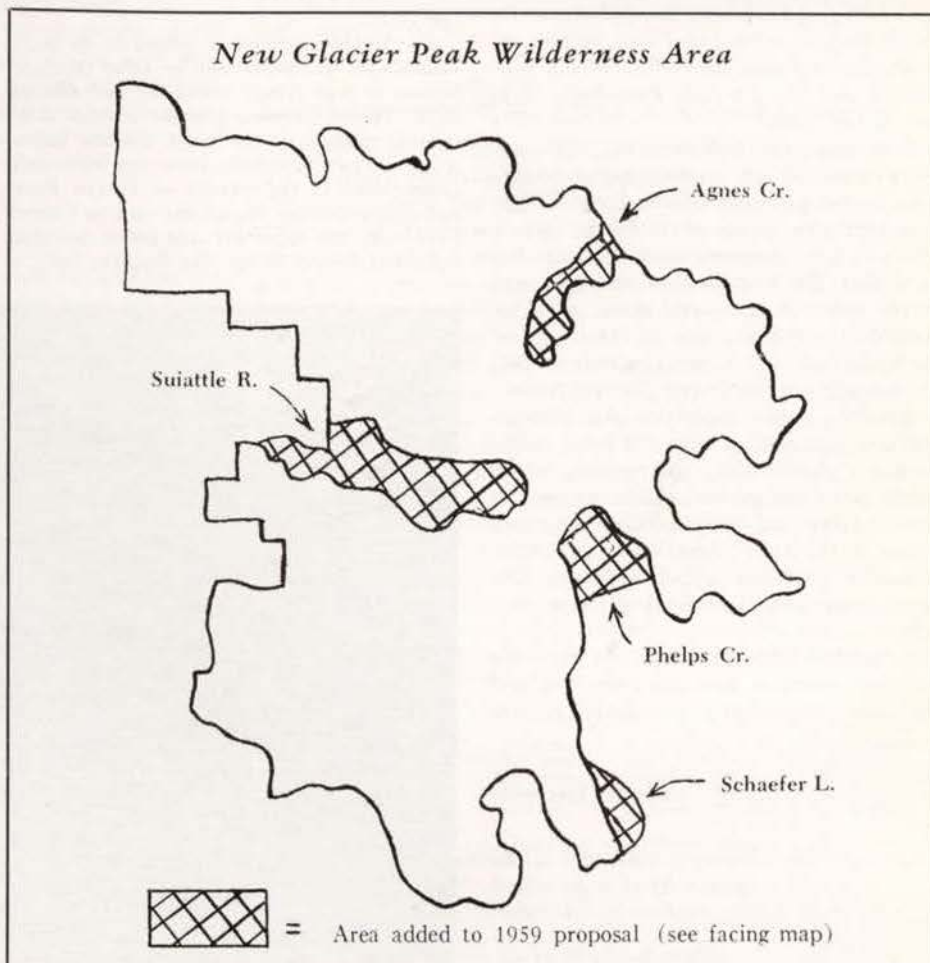 New Glacier Peak Wilderness Area
Agnes Cr.
Suiattle R.
Phelps Cr.
Schaefer L.
= Area added to 1959 proposal (see facing map)